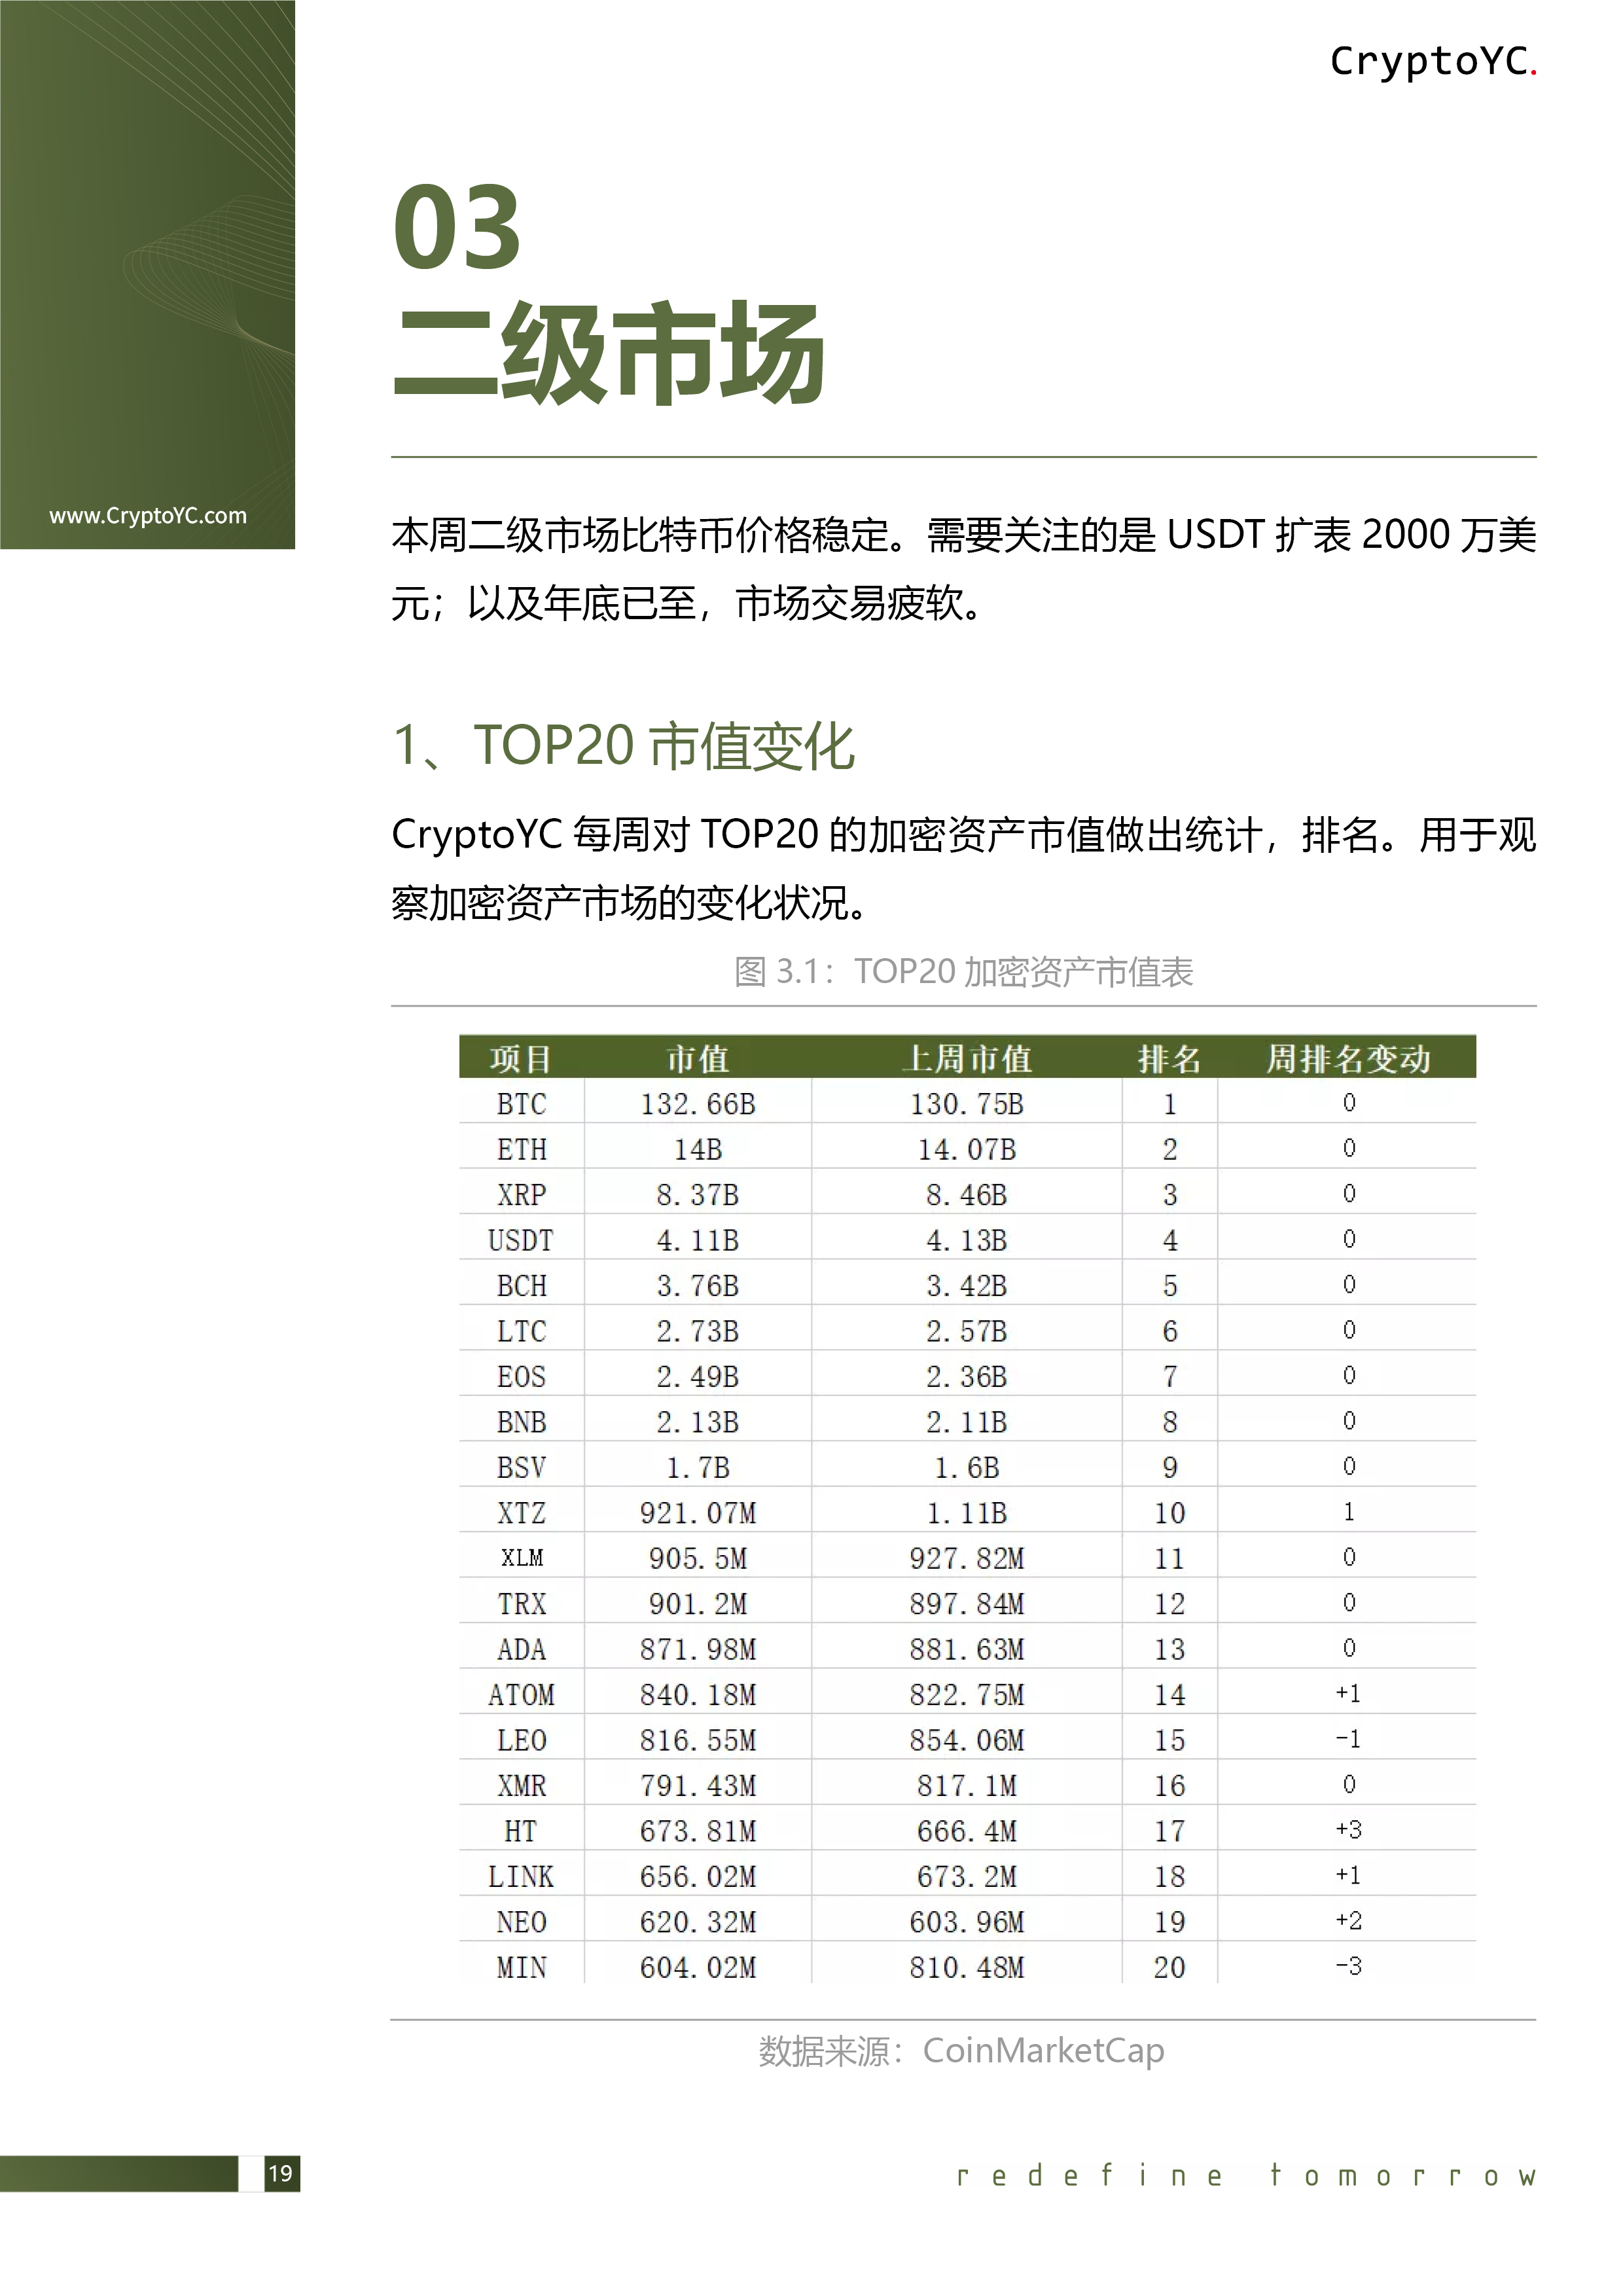 CryptoYC.
www.CryptoYC.com
03
二级市场
本周二级市场比特币价格稳定。需要关注的是 USDT 扩表 2000 万美
元；以及年底已至，市场交易疲软。
1、TOP20 市值变化
CryptoYC 每周对 TOP20 的加密资产市值做出统计，排名。用于观
察加密资产市场的变化状况。
图 3.1：TOP20 加密资产市值表
项目 市值 上周市值 排名 周排名变动
BTC 132.66B 130.75B 1 0
ETH 14B 14.07B 2 0
XRP 8.37B 8.46B 3 0
USDT 4.11B 4.13B 4 0
BCH 3.76B 3.42B 5 0
LTC 2.73B 2.57B 6 0
EOS 2.49B 2.36B 7 0
BNB 2.13B 2.11B 8 0
BSV 1.7B 1.6B 9 0
XTZ 921.07M 1.11B 10 1
XLM 905.5M 927.82M 11 0
TRX 901.2M 897.84M 12 0
ADA 871.98M 881.63M 13 0
ATOM 840.18M 822.75M 14 +1
LEO 816.55M 854.06M 15 -1
XMR 791.43M 817.1M 16 0
HT 673.81M 666.4M 17 +3
LINK 656.02M 673.2M 18 +1
NEO 620.32M 603.96M 19 +2
MIN 604.02M 810.48M 20 -3
数据来源：CoinMarketCap
19
redefine tomorrow